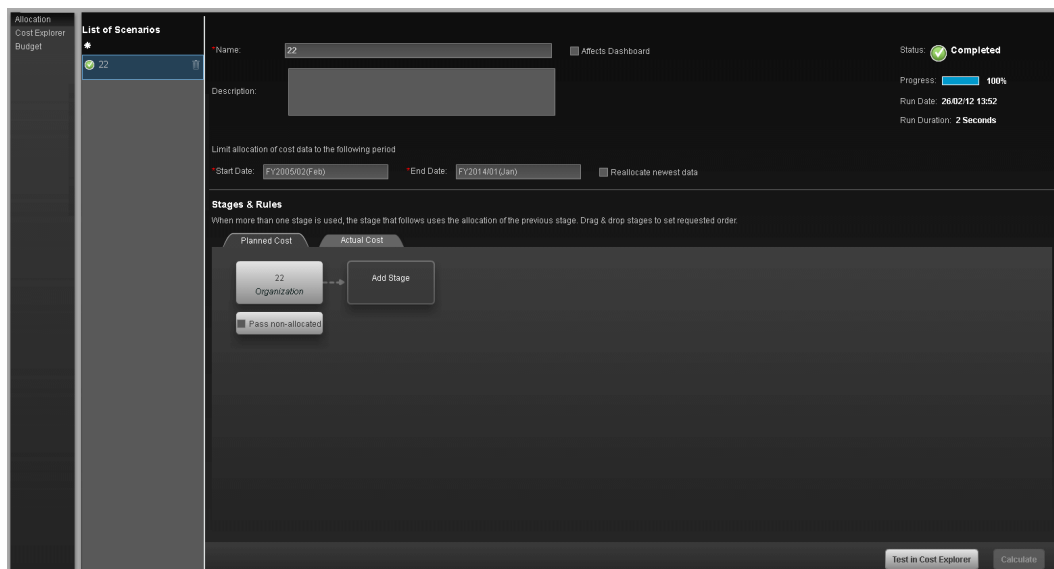 Allocation
Cost Explorer
Budget
List of Scenarios
*
22
*Name: 22 Affects Dashboard
Status: Completed
Description:
Progress: 100%
Run Date: 26/02/12 13:52
Run Duration: 2 Seconds
Limit allocation of cost data to the following period
*Start Date: FY2005/02(Feb) *End Date: FY2014/01(Jan) Reallocate newest data
Stages & Rules
When more than one stage is used, the stage that follows uses the allocation of the previous stage. Drag & drop stages to set requested order.
Planned Cost Actual Cost
22
Organization
Add Stage
Pass non-allocated
Test in Cost Explorer Calculate